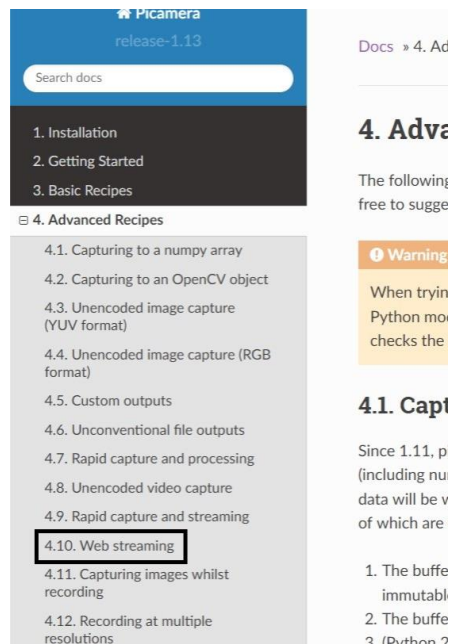 Picamera
release-1.13
Search docs
1. Installation
2. Getting Started
3. Basic Recipes
4. Advanced Recipes
4.1. Capturing to a numpy array
4.2. Capturing to an OpenCV object
4.3. Unencoded image capture
(YUV format)
4.4. Unencoded image capture (RGB
format)
4.5. Custom outputs
4.6. Unconventional file outputs
4.7. Rapid capture and processing
4.8. Unencoded video capture
4.9. Rapid capture and streaming
4.10. Web streaming
4.11. Capturing images whilst
recording
4.12. Recording at multiple
resolutions
Docs » 4. Ad
4. Adva
The following
free to sugge
Warning
When tryin
Python mo
checks the
4.1. Capt
Since 1.11, p
(including nu
data will be w
of which are
1. The buffe
immutabl
2. The buffe
3. (Python 2